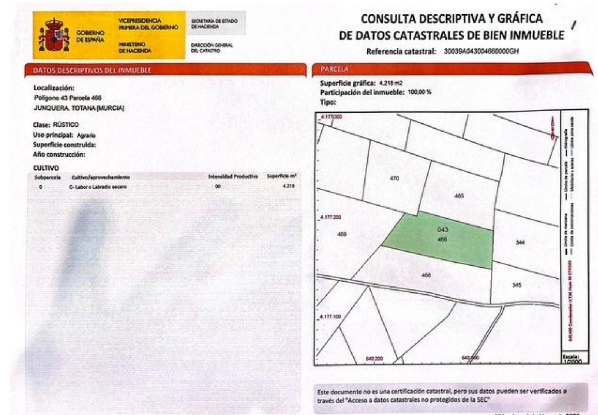 GOBIERNO
DE ESPAÑA
VICEPRESIDENCIA
PRIMERA DEL GOBIERNO
MINISTERIO
DE HACIENDA
SECRETARÍA DE ESTADO
DE HACIENDA
DIRECCIÓN GENERAL
DEL CATASTRO
CONSULTA DESCRIPTIVA Y GRÁFICA
DE DATOS CATASTRALES DE BIEN INMUEBLE
Referencia catastral: 30039A043004660000GH
DATOS DESCRIPTIVOS DEL INMUEBLE
Localización:
Polígono 43 Parcela 466
JUNQUERA. TOTANA [MURCIA]
Clase: RÚSTICO
Uso principal: Agrario
Superficie construida:
Año construcción:
CULTIVO
Subparcela Cultivo/aprovechamiento Intensidad Productiva Superficie m²
0 C- Labor o Labradío secano 00 4.218
PARCELA
Superficie gráfica: 4.218 m2
Participación del inmueble: 100,00 %
Tipo:
4.177.300
470
465
4.177.200
469
043
466
344
468
345
4.177.100
640.200
Escala:
Este documento no es una certificación catastral, pero sus datos pueden ser verificados a
través del "Acceso a datos catastrales no protegidos de la SEC"